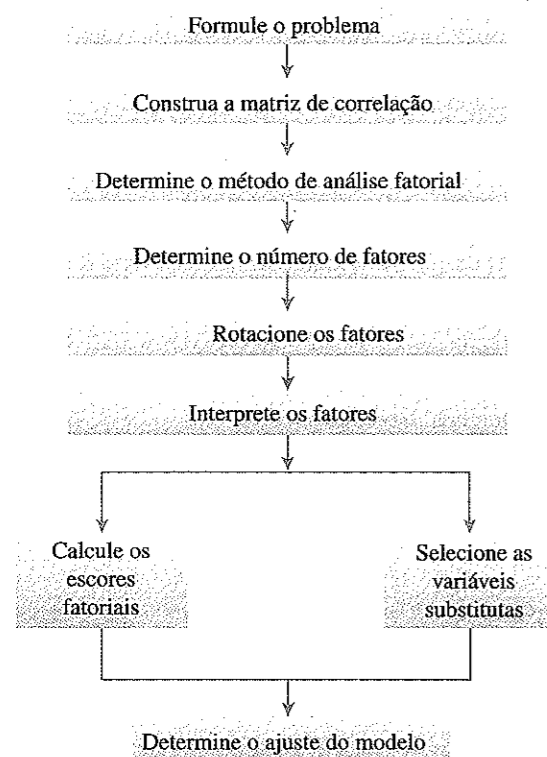 Formule o problema
Construa a matriz de correlação
Determine o método de análise fatorial
Determine o número de fatores
Rotacione os fatores
Interprete os fatores
Calcule os
escores
fatoriais
Selecione as
variáveis
substitutas
Determine o ajuste do modelo